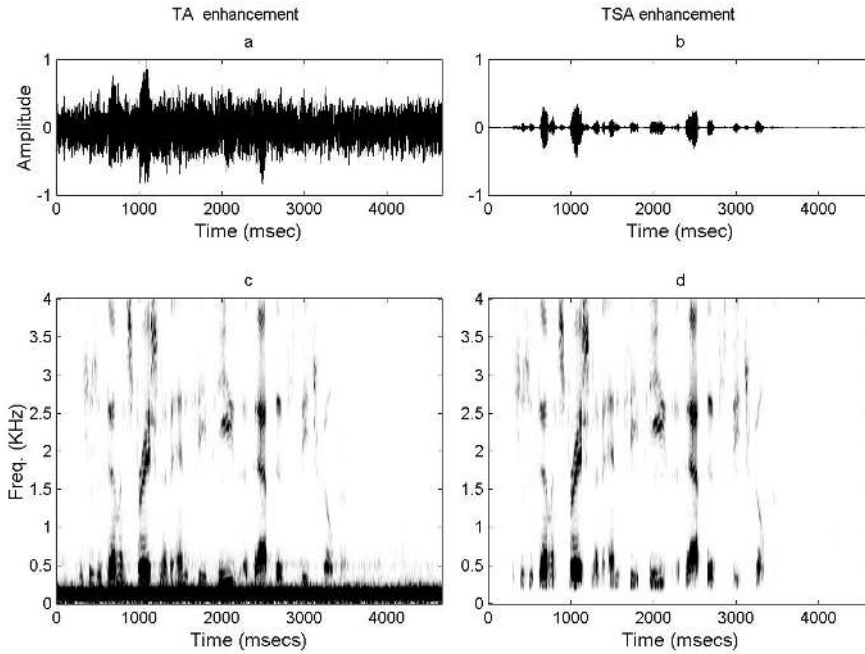 TA enhancement
TSA enhancement
a
b
Amplitude
1
0
-1
0 1000 2000 3000 4000
Time (msec)
1
0
-1
0 1000 2000 3000 4000
Time (msec)
c
d
Freq. (KHz)
4
3.5
3
2.5
2
1.5
1
0.5
0
0 1000 2000 3000 4000
Time (msecs)
4
3.5
3
2.5
2
1.5
1
0.5
0
0 1000 2000 3000 4000
Time (msecs)